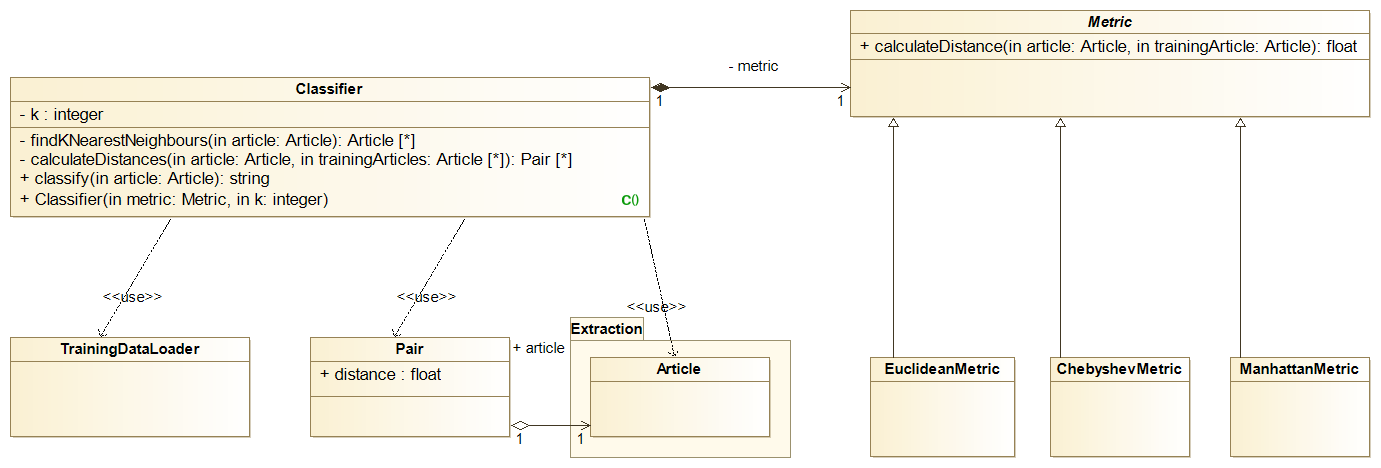 Metric
+ calculateDistance(in article: Article, in trainingArticle: Article): float
- metric
1
1
Classifier
- k : integer
- findKNearestNeighbours(in article: Article): Article [*]
- calculateDistances(in article: Article, in trainingArticles: Article [*]): Pair [*]
+ classify(in article: Article): string
+ Classifier(in metric: Metric, in k: integer)
C()
<<use>>
<<use>>
<<use>>
TrainingDataLoader
Pair
+ distance : float
+ article
1
1
Extraction
Article
EuclideanMetric
ChebyshevMetric
ManhattanMetric